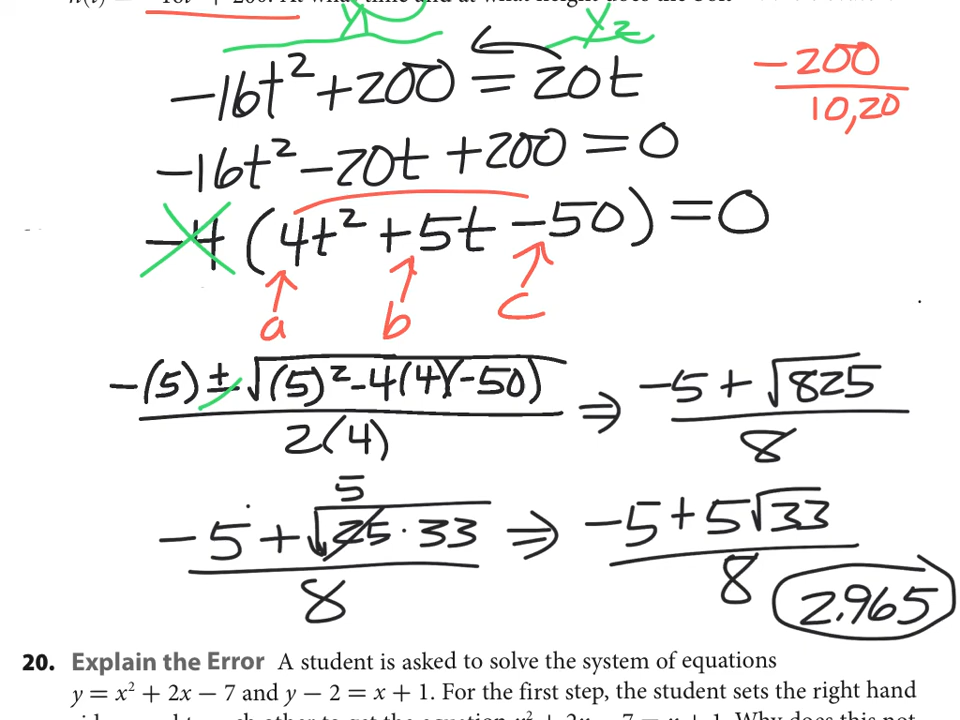 y₂
-16t² + 200 = 20t
-200
10,20
-16t² - 20t + 200 = 0
-4 (4t² + 5t - 50) = 0
a b c
-(5) ± √(5)² - 4(4)(-50) / 2(4) ⇒ -5 + √825 / 8
5
-5 + √25 · 33 / 8 ⇒ -5 + 5√33 / 8
2.965
20. Explain the Error A student is asked to solve the system of equations
y = x² + 2x − 7 and y − 2 = x + 1. For the first step, the student sets the right hand